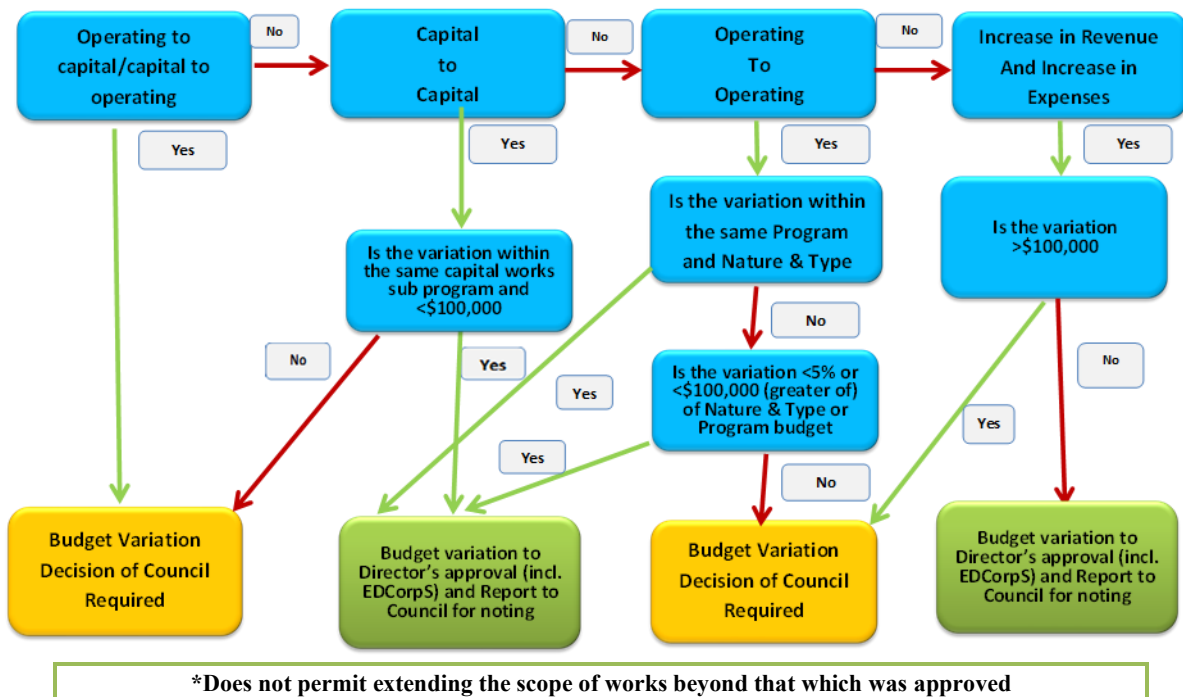 Operating to
capital/capital to
operating
No
Capital
to
Capital
No
Operating
To
Operating
No
Increase in Revenue
And Increase in
Expenses
Yes
Yes
Yes
Yes
Is the variation within
the same capital works
sub program and
<$100,000
Is the variation within
the same Program
and Nature & Type
Is the variation
>$100,000
No
Yes
Yes
No
Is the variation <5% or
<$100,000 (greater of)
of Nature & Type or
Program budget
No
Yes
Yes
No
Budget Variation
Decision of Council
Required
Budget variation to
Director's approval (incl.
EDCorpS) and Report to
Council for noting
Budget Variation
Decision of Council
Required
Budget variation to
Director's approval (incl.
EDCorpS) and Report to
Council for noting
*Does not permit extending the scope of works beyond that which was approved